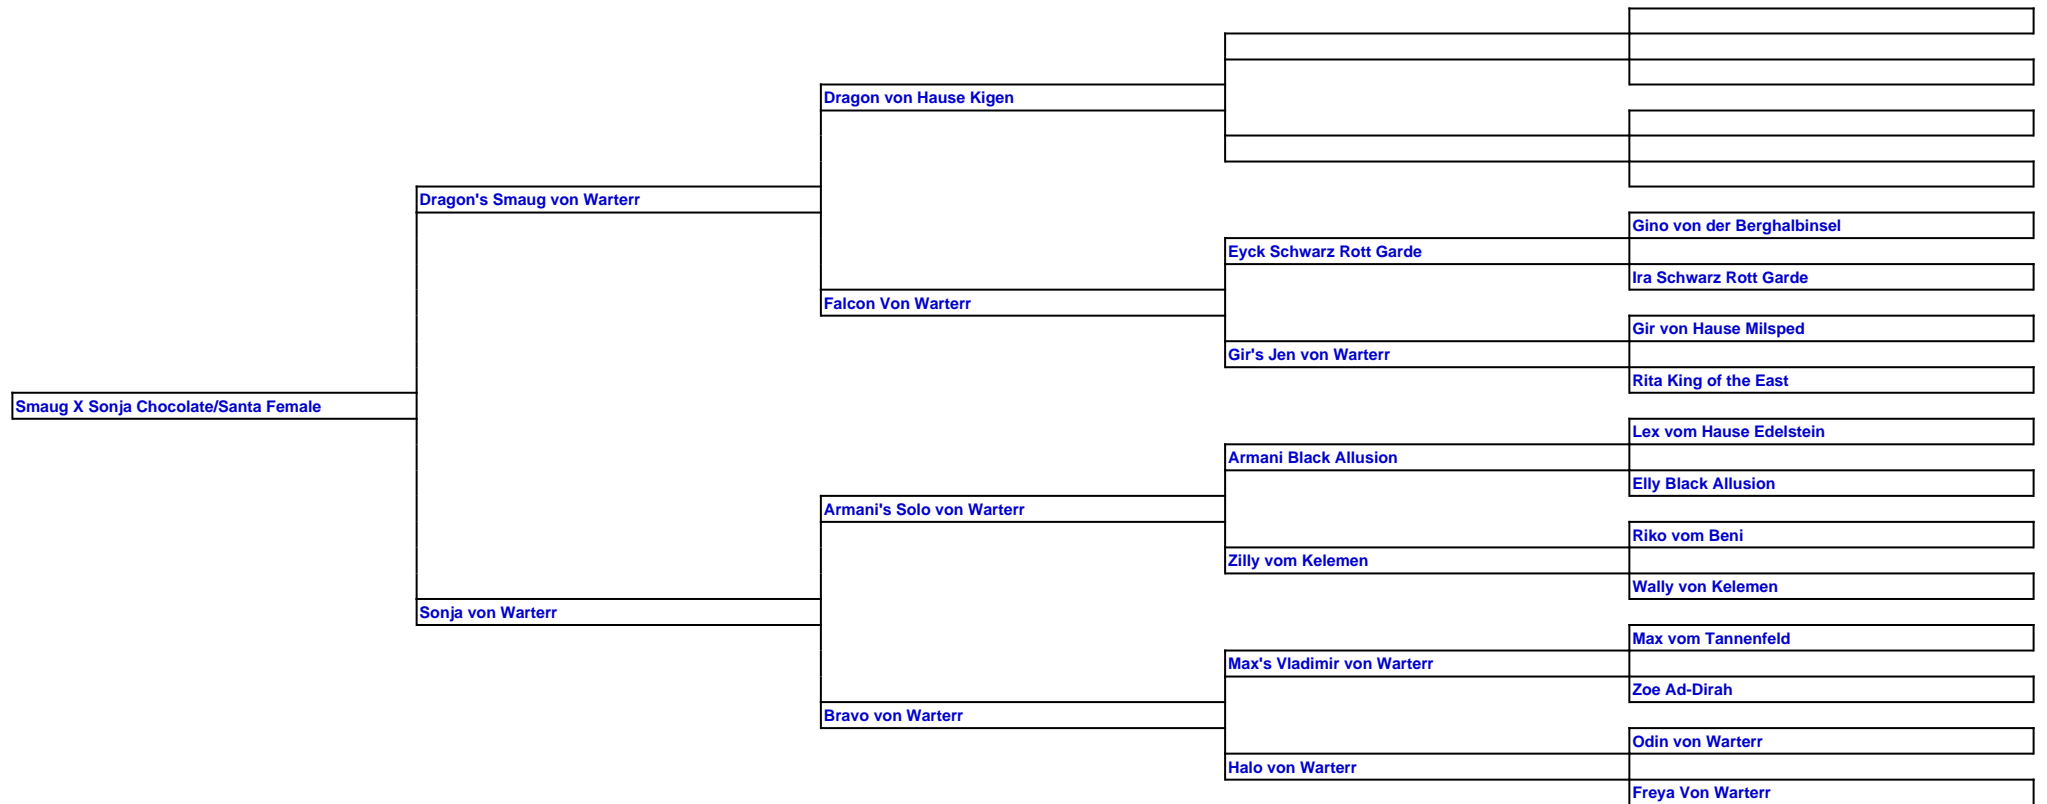 Dragon von Hause Kigen
Dragon's Smaug von Warterr
Gino von der Berghalbinsel
Eyck Schwarz Rott Garde
Ira Schwarz Rott Garde
Falcon Von Warterr
Gir von Hause Milsped
Gir's Jen von Warterr
Rita King of the East
Smaug X Sonja Chocolate/Santa Female
Lex vom Hause Edelstein
Armani Black Allusion
Elly Black Allusion
Armani's Solo von Warterr
Riko vom Beni
Zilly vom Kelemen
Wally von Kelemen
Sonja von Warterr
Max vom Tannenfeld
Max's Vladimir von Warterr
Zoe Ad-Dirah
Bravo von Warterr
Odin von Warterr
Halo von Warterr
Freya Von Warterr